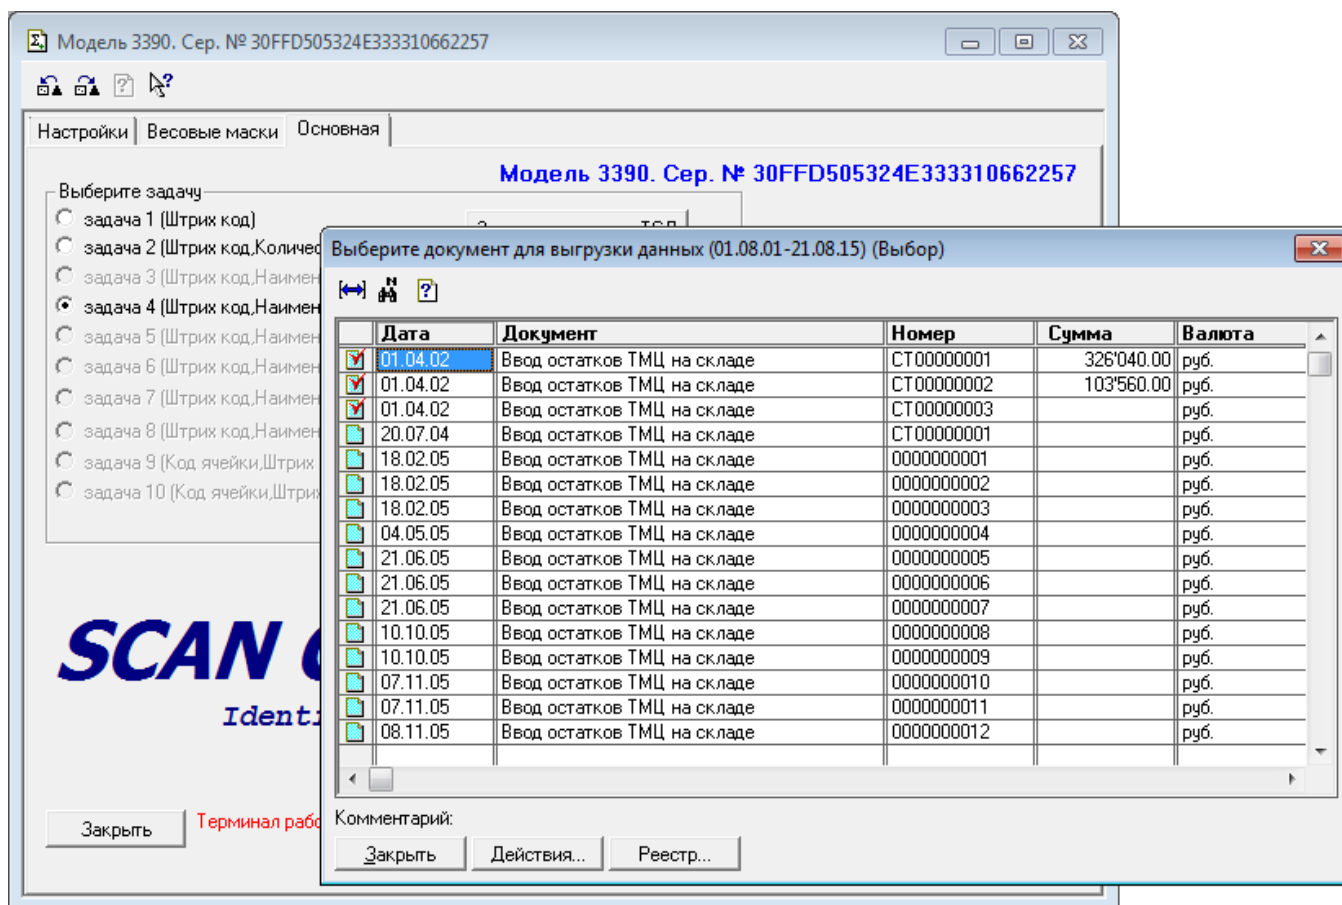 Модель 3390. Сер. № 30FFD505324E333310662257
Настройки Весовые маски Основная
Модель 3390. Сер. № 30FFD505324E333310662257
Выберите задачу
задача 1 (Штрих код)
задача 2 (Штрих код,Количес
задача 3 (Штрих код,Наимен
задача 4 (Штрих код,Наимен
задача 5 (Штрих код,Наимен
задача 6 (Штрих код,Наимен
задача 7 (Штрих код,Наимен
задача 8 (Штрих код,Наимен
задача 9 (Код ячейки,Штрих
задача 10 (Код ячейки,Штрих
SCAN
Identi
Закрыть Терминал рабо
Выберите документ для выгрузки данных (01.08.01-21.08.15) (Выбор)
Дата Документ Номер Сумма Валюта
01.04.02 Ввод остатков ТМЦ на складе СТ00000001 326'040.00 руб.
01.04.02 Ввод остатков ТМЦ на складе СТ00000002 103'560.00 руб.
01.04.02 Ввод остатков ТМЦ на складе СТ00000003 руб.
20.07.04 Ввод остатков ТМЦ на складе СТ00000001 руб.
18.02.05 Ввод остатков ТМЦ на складе 0000000001 руб.
18.02.05 Ввод остатков ТМЦ на складе 0000000002 руб.
18.02.05 Ввод остатков ТМЦ на складе 0000000003 руб.
04.05.05 Ввод остатков ТМЦ на складе 0000000004 руб.
21.06.05 Ввод остатков ТМЦ на складе 0000000005 руб.
21.06.05 Ввод остатков ТМЦ на складе 0000000006 руб.
21.06.05 Ввод остатков ТМЦ на складе 0000000007 руб.
10.10.05 Ввод остатков ТМЦ на складе 0000000008 руб.
10.10.05 Ввод остатков ТМЦ на складе 0000000009 руб.
07.11.05 Ввод остатков ТМЦ на складе 0000000010 руб.
07.11.05 Ввод остатков ТМЦ на складе 0000000011 руб.
08.11.05 Ввод остатков ТМЦ на складе 0000000012 руб.
Комментарий:
Закрыть Действия... Реестр...